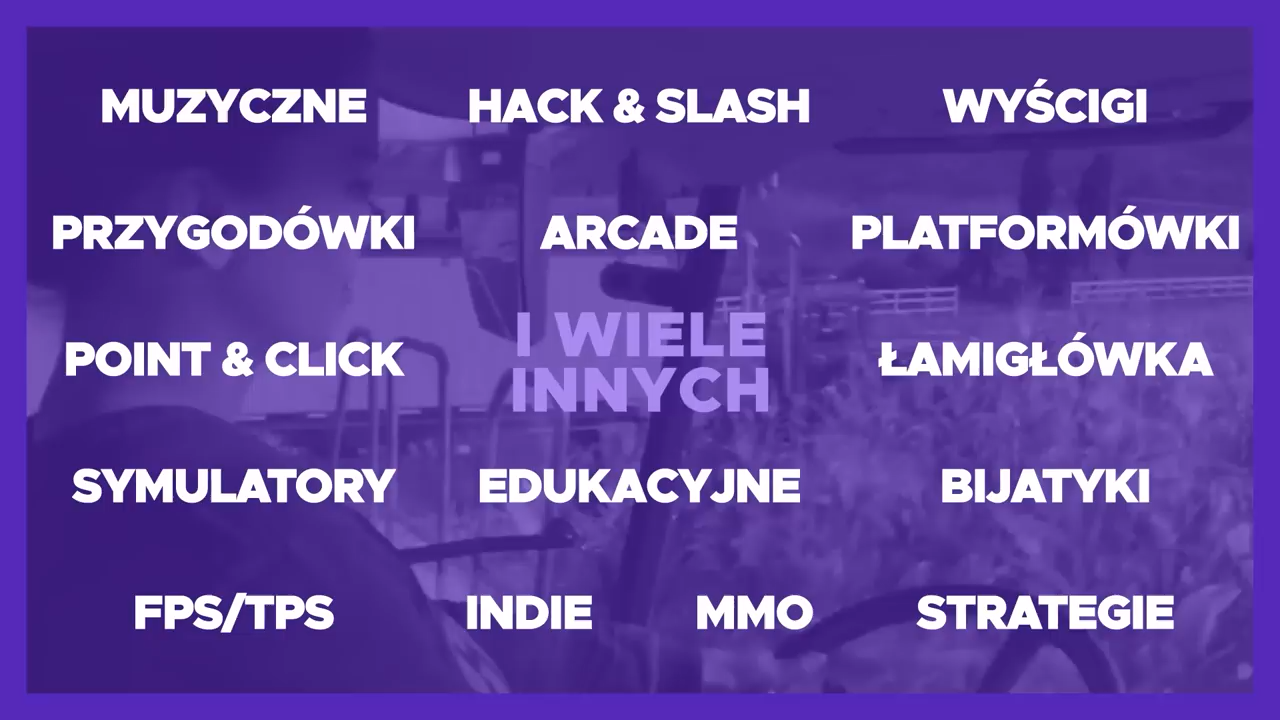 MUZYCZNE
HACK & SLASH
WYŚCIGI
PRZYGODÓWKI
ARCADE
PLATFORMÓWKI
POINT & CLICK
I WIELE
INNYCH
ŁAMIGŁÓWKA
SYMULATORY
EDUKACYJNE
BIJATYKI
FPS/TPS
INDIE
MMO
STRATEGIE